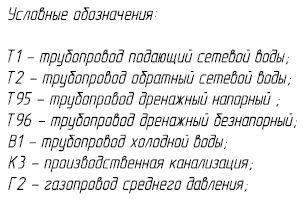 Условные обозначения:
Т1 – трубопровод подающий сетевой воды;
Т2 – трубопровод обратный сетевой воды;
Т95 – трубопровод дренажный напорный ;
Т96 – трубопровод дренажный безнапорный;
В1 – трубопровод холодной воды;
К3 – производственная канализация;
Г2 – газопровод среднего давления;